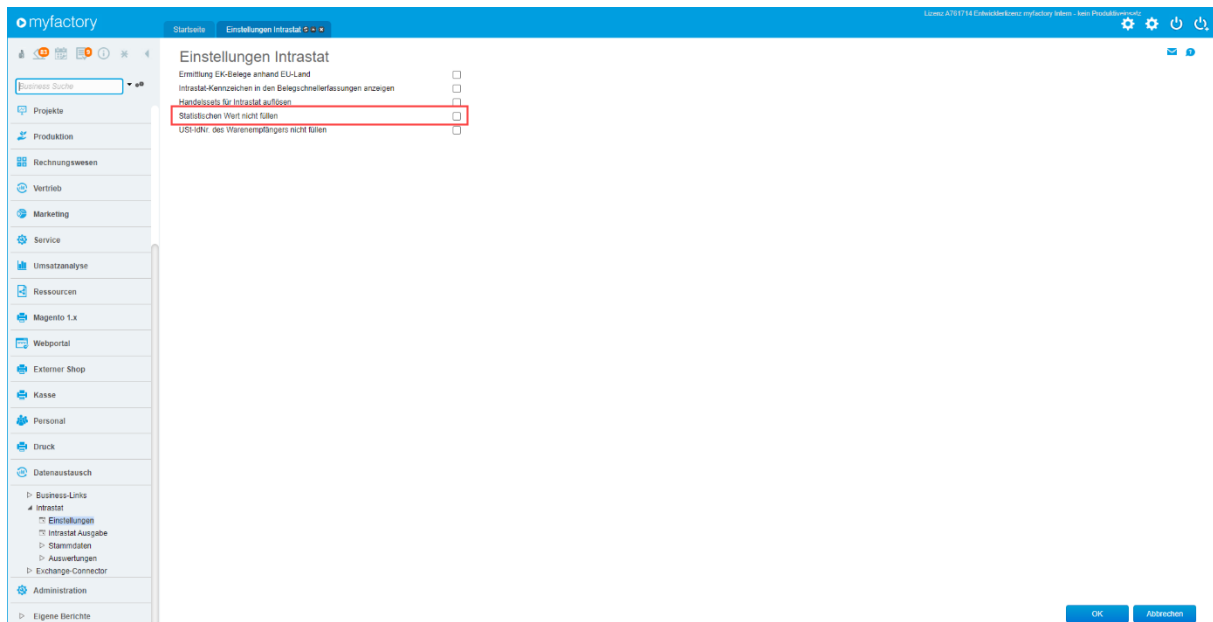 myfactory
Lizenz A701714 Entwicklerlizenz myfactory Intern - kein Produktiveinsatz
Startseite
Einstellungen Intrastat
Business Suche
Einstellungen Intrastat
Ermittlung EK-Belege anhand EU-Land
Intrastat-Kennzeichen in den Belegschnellerfassungen anzeigen
Handelssets für Intrastat auflösen
Statistischen Wert nicht füllen
USt-IdNr. des Warenempfängers nicht füllen
Projekte
Produktion
Rechnungswesen
Vertrieb
Marketing
Service
Umsatzanalyse
Ressourcen
Magento 1.x
Webportal
Externer Shop
Kasse
Personal
Druck
Datenaustausch
Business-Links
Intrastat
Einstellungen
Intrastat Ausgabe
Stammdaten
Auswertungen
Exchange-Connector
Administration
Eigene Berichte
OK
Abbrechen